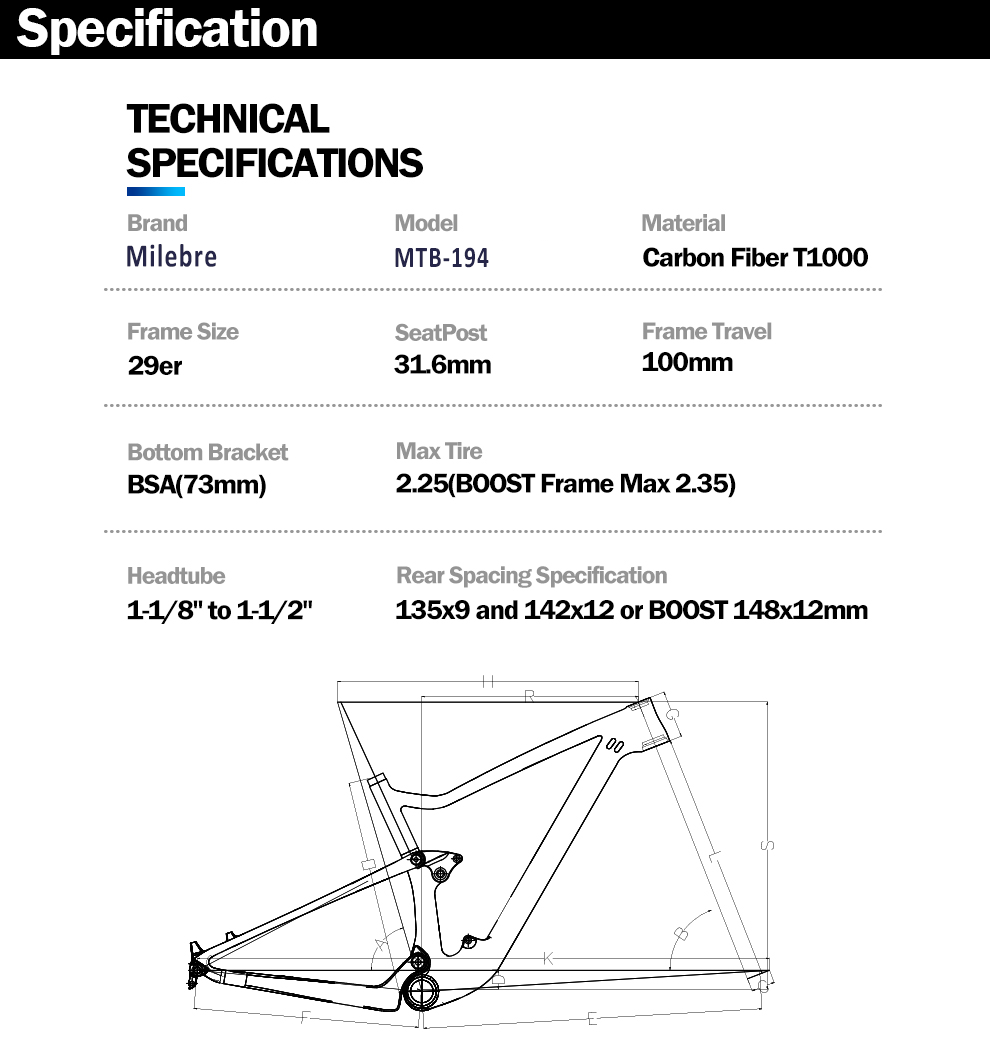 Specification
TECHNICAL
SPECIFICATIONS
Brand Model Material
Milebre MTB-194 Carbon Fiber T1000
Frame Size SeatPost Frame Travel
29er 31.6mm 100mm
Bottom Bracket Max Tire
BSA(73mm) 2.25(BOOST Frame Max 2.35)
Headtube Rear Spacing Specification
1-1/8" to 1-1/2" 135x9 and 142x12 or BOOST 148x12mm
H
R
G
S
L
D
B
A
K
F
E